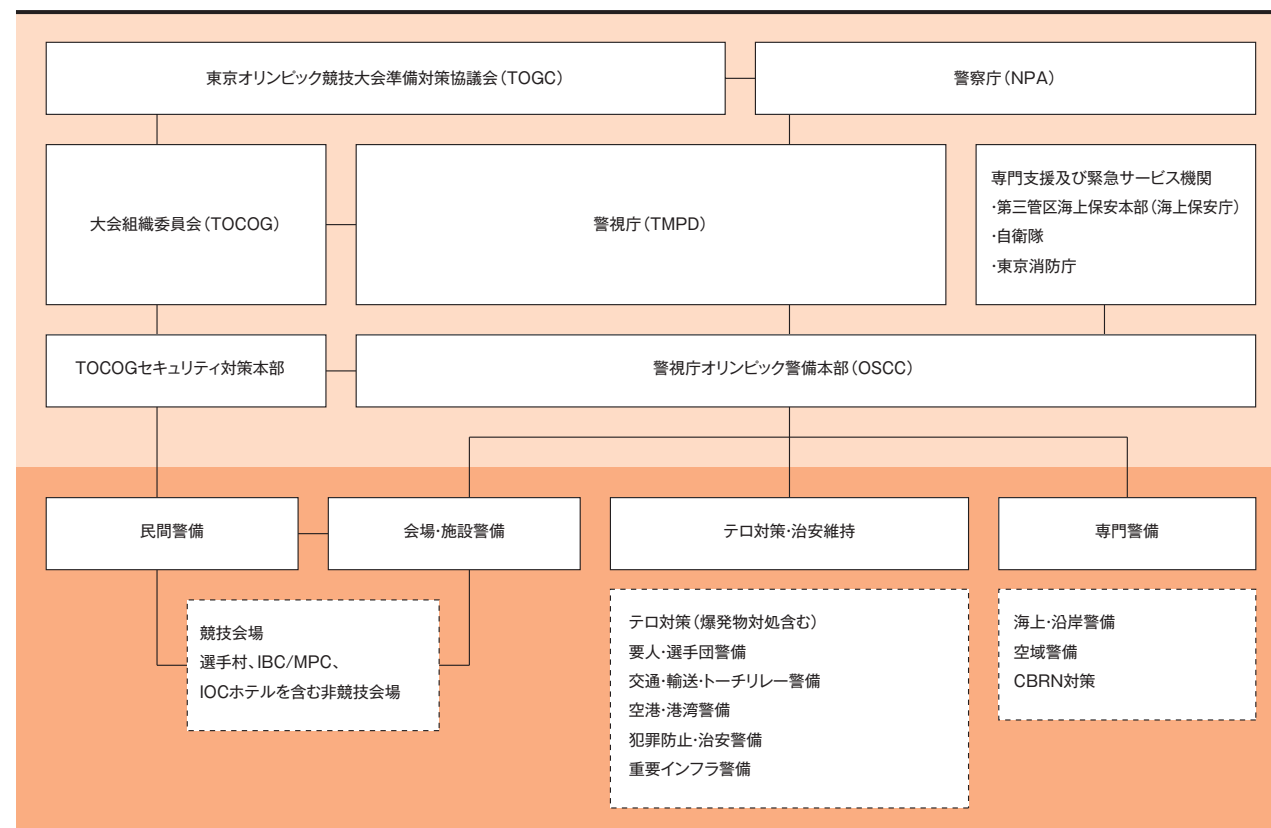 東京オリンピック競技大会準備対策協議会（TOGC）
警察庁（NPA）
大会組織委員会（TOCOG）
警視庁（TMPD）
専門支援及び緊急サービス機関
・第三管区海上保安本部（海上保安庁）
・自衛隊
・東京消防庁
TOCOGセキュリティ対策本部
警視庁オリンピック警備本部（OSCC）
民間警備
会場・施設警備
テロ対策・治安維持
専門警備
競技会場
選手村、IBC/MPC、
IOCホテルを含む非競技会場
テロ対策（爆発物対処含む）
要人・選手団警備
交通・輸送・トーチリレー警備
空港・港湾警備
犯罪防止・治安警備
重要インフラ警備
海上・沿岸警備
空域警備
CBRN対策